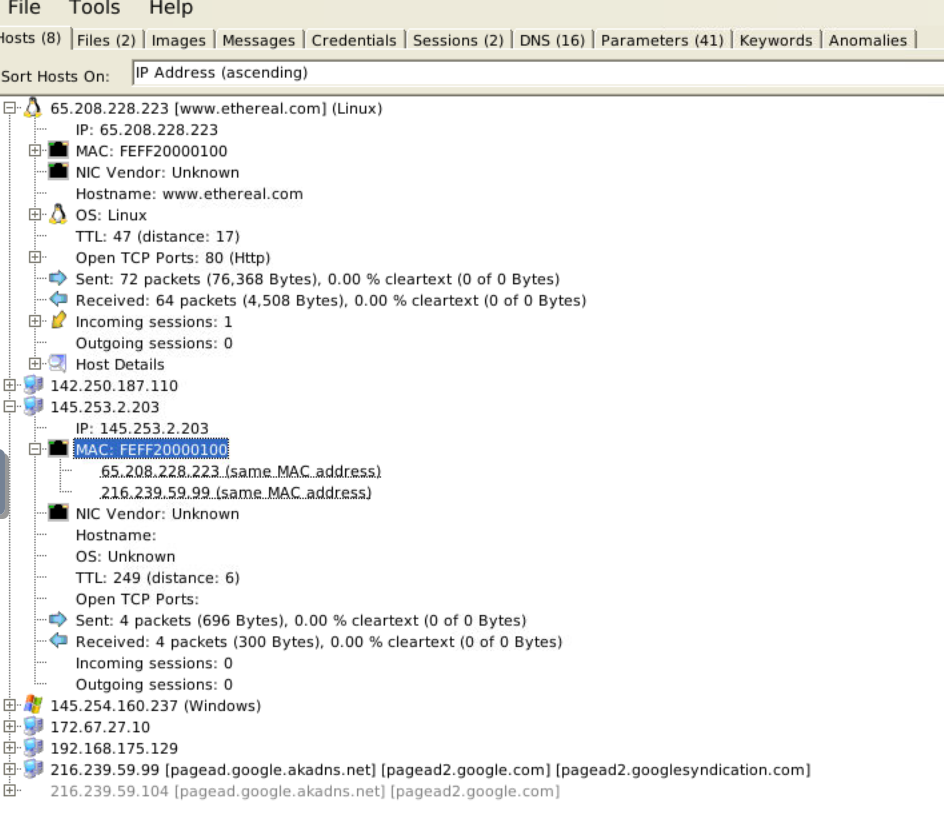 File Tools Help
Hosts (8) Files (2) Images Messages Credentials Sessions (2) DNS (16) Parameters (41) Keywords Anomalies
Sort Hosts On: IP Address (ascending)
65.208.228.223 [www.ethereal.com] (Linux)
IP: 65.208.228.223
MAC: FEFF20000100
NIC Vendor: Unknown
Hostname: www.ethereal.com
OS: Linux
TTL: 47 (distance: 17)
Open TCP Ports: 80 (Http)
Sent: 72 packets (76,368 Bytes), 0.00 % cleartext (0 of 0 Bytes)
Received: 64 packets (4,508 Bytes), 0.00 % cleartext (0 of 0 Bytes)
Incoming sessions: 1
Outgoing sessions: 0
Host Details
142.250.187.110
145.253.2.203
IP: 145.253.2.203
MAC: FEFF20000100
65.208.228.223 (same MAC address)
216.239.59.99 (same MAC address)
NIC Vendor: Unknown
Hostname:
OS: Unknown
TTL: 249 (distance: 6)
Open TCP Ports:
Sent: 4 packets (696 Bytes), 0.00 % cleartext (0 of 0 Bytes)
Received: 4 packets (300 Bytes), 0.00 % cleartext (0 of 0 Bytes)
Incoming sessions: 0
Outgoing sessions: 0
145.254.160.237 (Windows)
172.67.27.10
192.168.175.129
216.239.59.99 [pagead.google.akadns.net] [pagead2.google.com] [pagead2.googlesyndication.com]
216.239.59.104 [pagead.google.akadns.net] [pagead2.google.com]